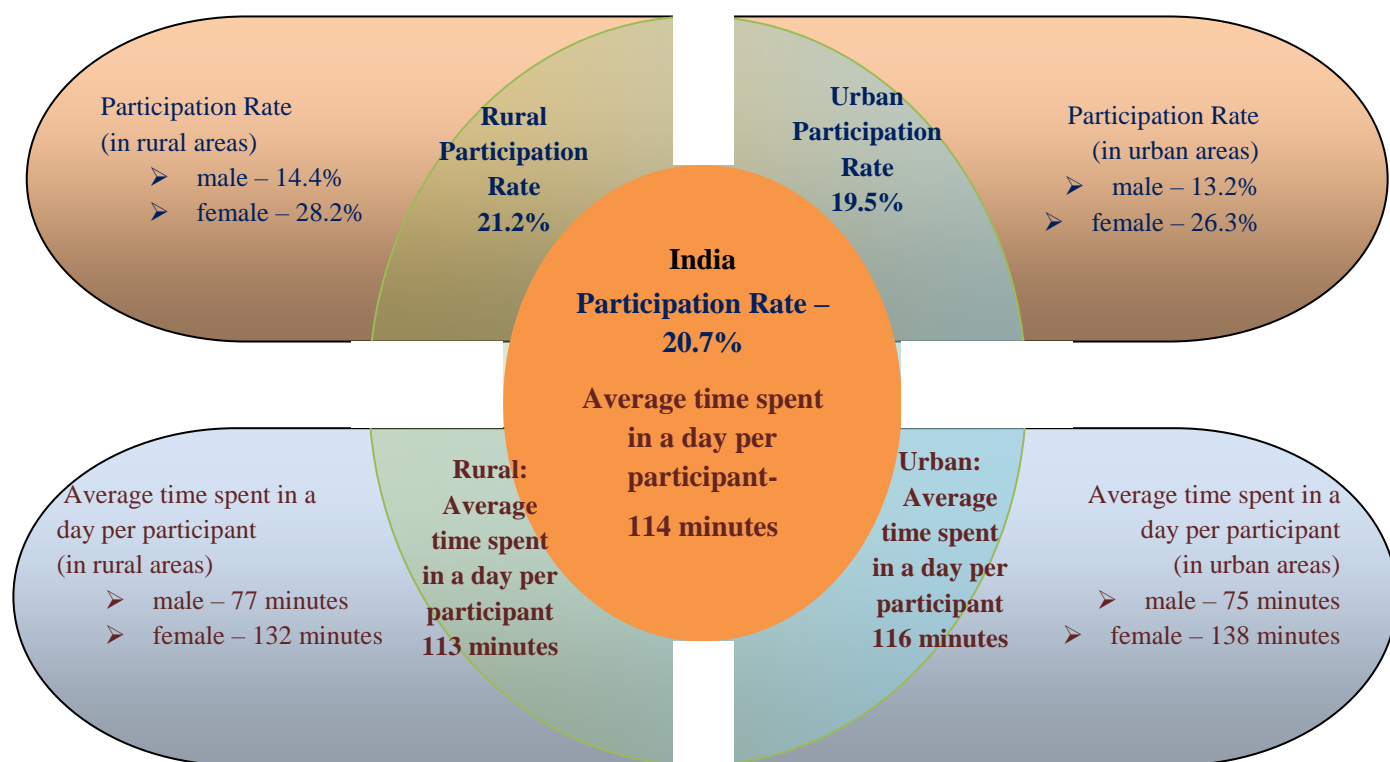 Participation Rate
(in rural areas)
➢ male – 14.4%
➢ female – 28.2%
Rural
Participation
Rate
21.2%
Urban
Participation
Rate
19.5%
Participation Rate
(in urban areas)
➢ male – 13.2%
➢ female – 26.3%
India
Participation Rate –
20.7%
Average time spent
in a day per
participant-
114 minutes
Average time spent in a
day per participant
(in rural areas)
➢ male – 77 minutes
➢ female – 132 minutes
Rural:
Average
time spent
in a day per
participant
113 minutes
Urban:
Average
time spent
in a day per
participant
116 minutes
Average time spent in a
day per participant
(in urban areas)
➢ male – 75 minutes
➢ female – 138 minutes